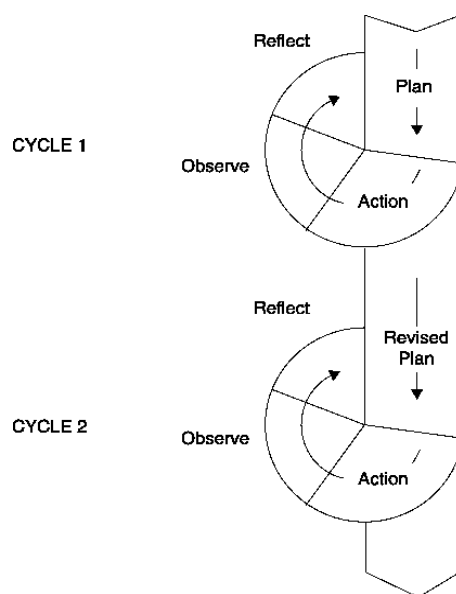 Reflect
Plan
CYCLE 1
Observe
Action
Reflect
Revised
Plan
CYCLE 2
Observe
Action